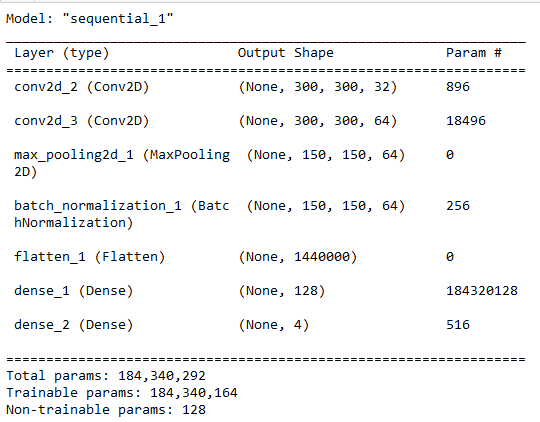 Model: "sequential_1"
_________________________________________________________________
Layer (type) Output Shape Param #
=================================================================
conv2d_2 (Conv2D) (None, 300, 300, 32) 896
conv2d_3 (Conv2D) (None, 300, 300, 64) 18496
max_pooling2d_1 (MaxPooling (None, 150, 150, 64) 0
2D)
batch_normalization_1 (Batc (None, 150, 150, 64) 256
hNormalization)
flatten_1 (Flatten) (None, 1440000) 0
dense_1 (Dense) (None, 128) 184320128
dense_2 (Dense) (None, 4) 516
=================================================================
Total params: 184,340,292
Trainable params: 184,340,164
Non-trainable params: 128